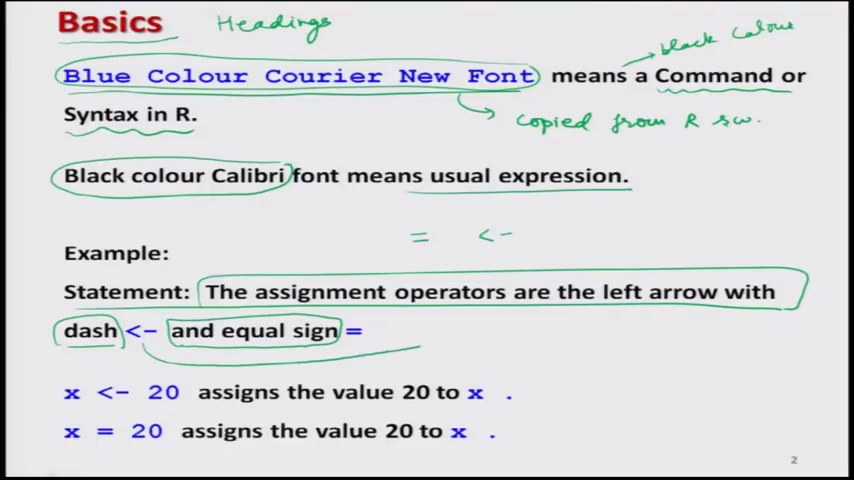 Basics Headings
black Colour
Blue Colour Courier New Font means a Command or
Syntax in R. copied from R sw.
Black colour Calibri font means usual expression.
= <-
Example:
Statement: The assignment operators are the left arrow with
dash <- and equal sign =
x <- 20 assigns the value 20 to x .
x = 20 assigns the value 20 to x .
2